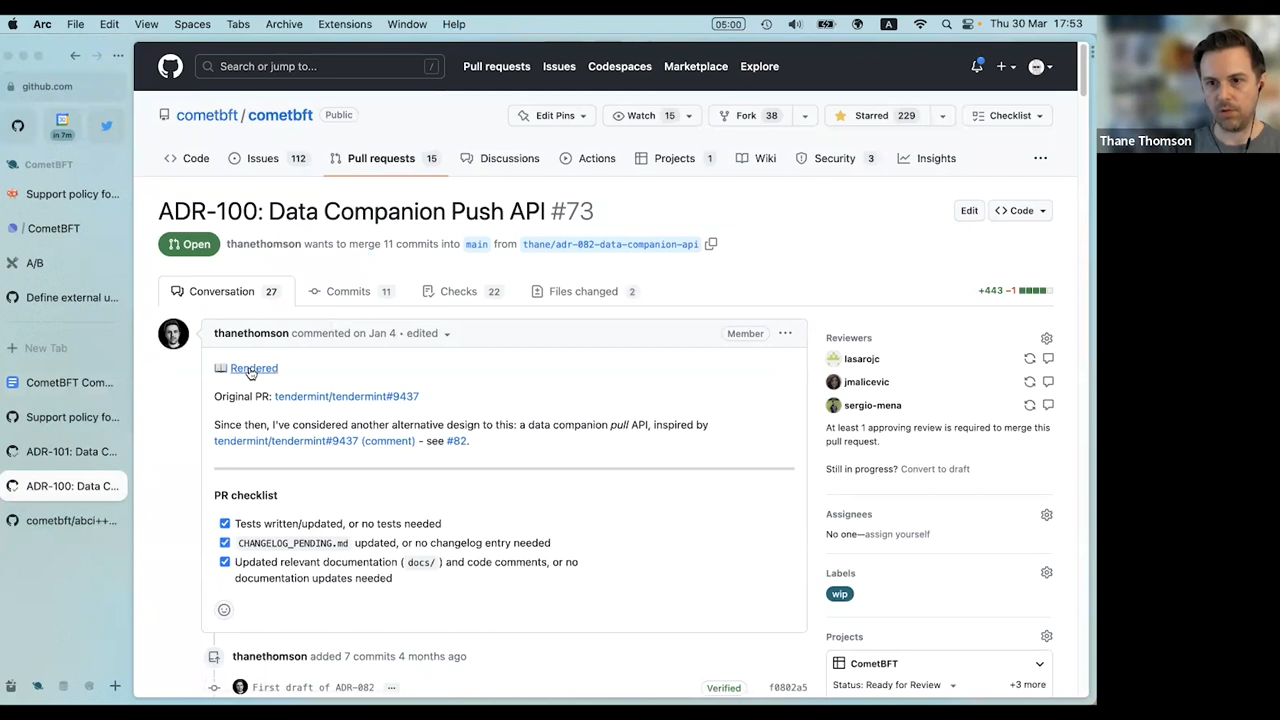 Arc File Edit View Spaces Tabs Archive Extensions Window Help
05:00 A Thu 30 Mar 17:53
github.com
in 7m
CometBFT
Support policy fo...
/ CometBFT
A/B
Define external u...
New Tab
CometBFT Com...
Support policy fo...
ADR-101: Data C...
ADR-100: Data C...
cometbft/abci++...
Search or jump to... /
Pull requests Issues Codespaces Marketplace Explore
cometbft / cometbft Public
Edit Pins Watch 15 Fork 38 Starred 229 Checklist
Code Issues 112 Pull requests 15 Discussions Actions Projects 1 Wiki Security 3 Insights
ADR-100: Data Companion Push API #73
Edit <> Code
Open thanethomson wants to merge 11 commits into main from thane/adr-082-data-companion-api
Conversation 27 Commits 11 Checks 22 Files changed 2
+443 −1
thanethomson commented on Jan 4 • edited
Member
Rendered
Original PR: tendermint/tendermint#9437
Since then, I've considered another alternative design to this: a data companion pull API, inspired by
tendermint/tendermint#9437 (comment) - see #82.
PR checklist
Tests written/updated, or no tests needed
CHANGELOG_PENDING.md updated, or no changelog entry needed
Updated relevant documentation ( docs/ ) and code comments, or no
documentation updates needed
thanethomson added 7 commits 4 months ago
First draft of ADR-082 ...
Verified f0802a5
Reviewers
lasarojc
jmalicevic
sergio-mena
At least 1 approving review is required to merge this
pull request.
Still in progress? Convert to draft
Assignees
No one—assign yourself
Labels
wip
Projects
CometBFT
Status: Ready for Review +3 more
Thane Thomson